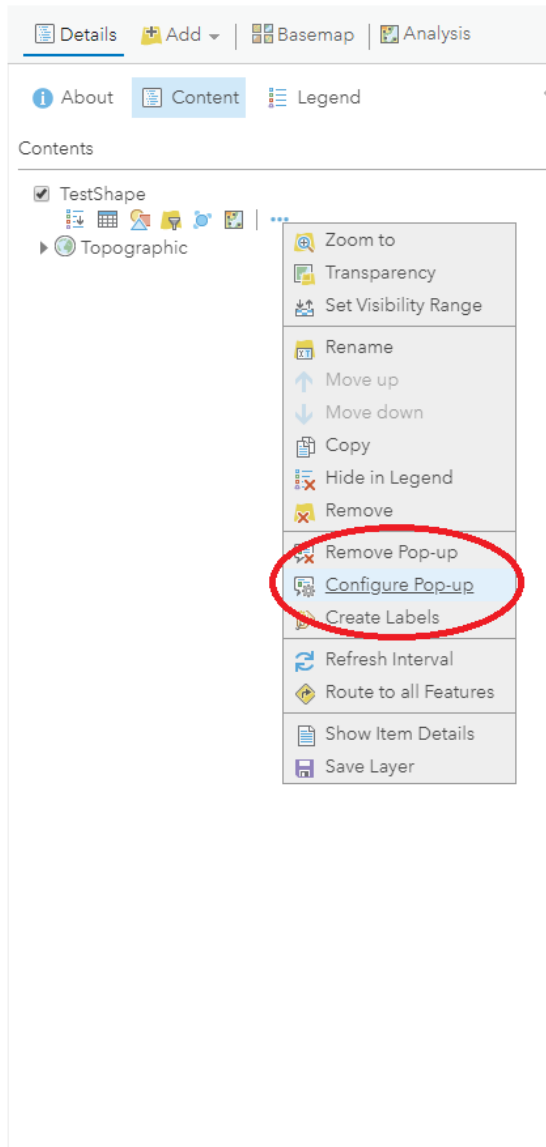 Details Add Basemap Analysis
About Content Legend
Contents
TestShape
Topographic
Zoom to
Transparency
Set Visibility Range
Rename
Move up
Move down
Copy
Hide in Legend
Remove
Remove Pop-up
Configure Pop-up
Create Labels
Refresh Interval
Route to all Features
Show Item Details
Save Layer